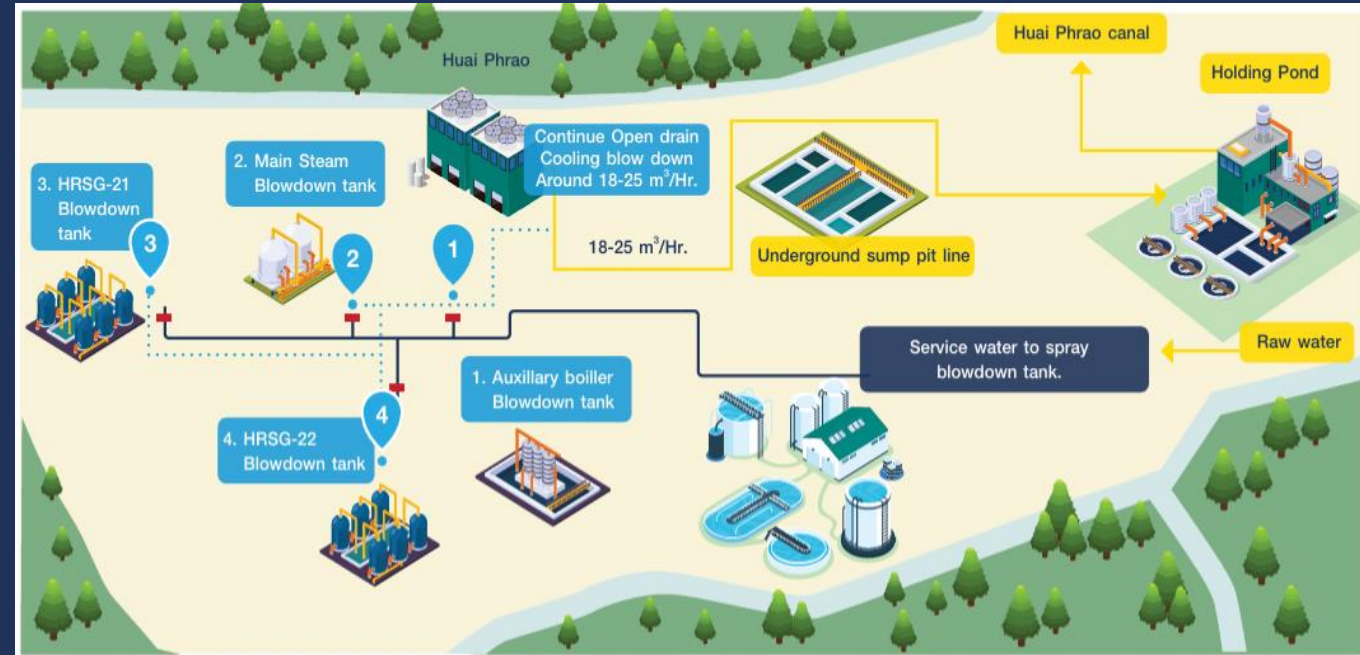 Huai Phrao
Huai Phrao canal
Holding Pond
Continue Open drain
Cooling blow down
Around 18-25 m³/Hr.
2. Main Steam
Blowdown tank
3. HRSG-21
Blowdown
tank
3
2
1
18-25 m³/Hr.
Underground sump pit line
Service water to spray
blowdown tank.
Raw water
1. Auxillary boiller
Blowdown tank
4
4. HRSG-22
Blowdown tank